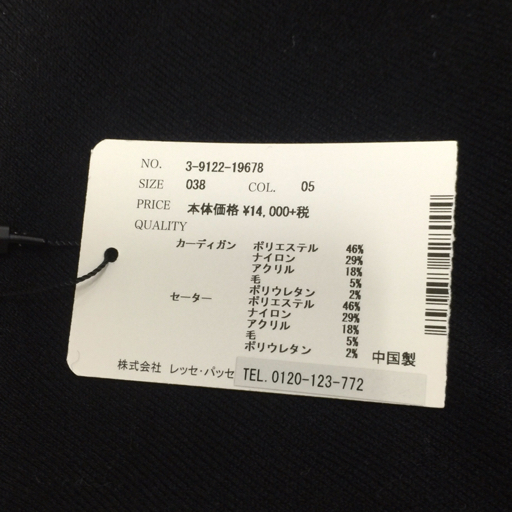 NO. 3-9122-19678
SIZE 038 COL. 05
PRICE 本体価格 ¥14,000+税
QUALITY
カーディガン ポリエステル 46%
ナイロン 29%
アクリル 18%
毛 5%
ポリウレタン 2%
セーター ポリエステル 46%
ナイロン 29%
アクリル 18%
毛 5%
ポリウレタン 2%
中国製
株式会社 レッセ・パッセ TEL. 0120-123-772